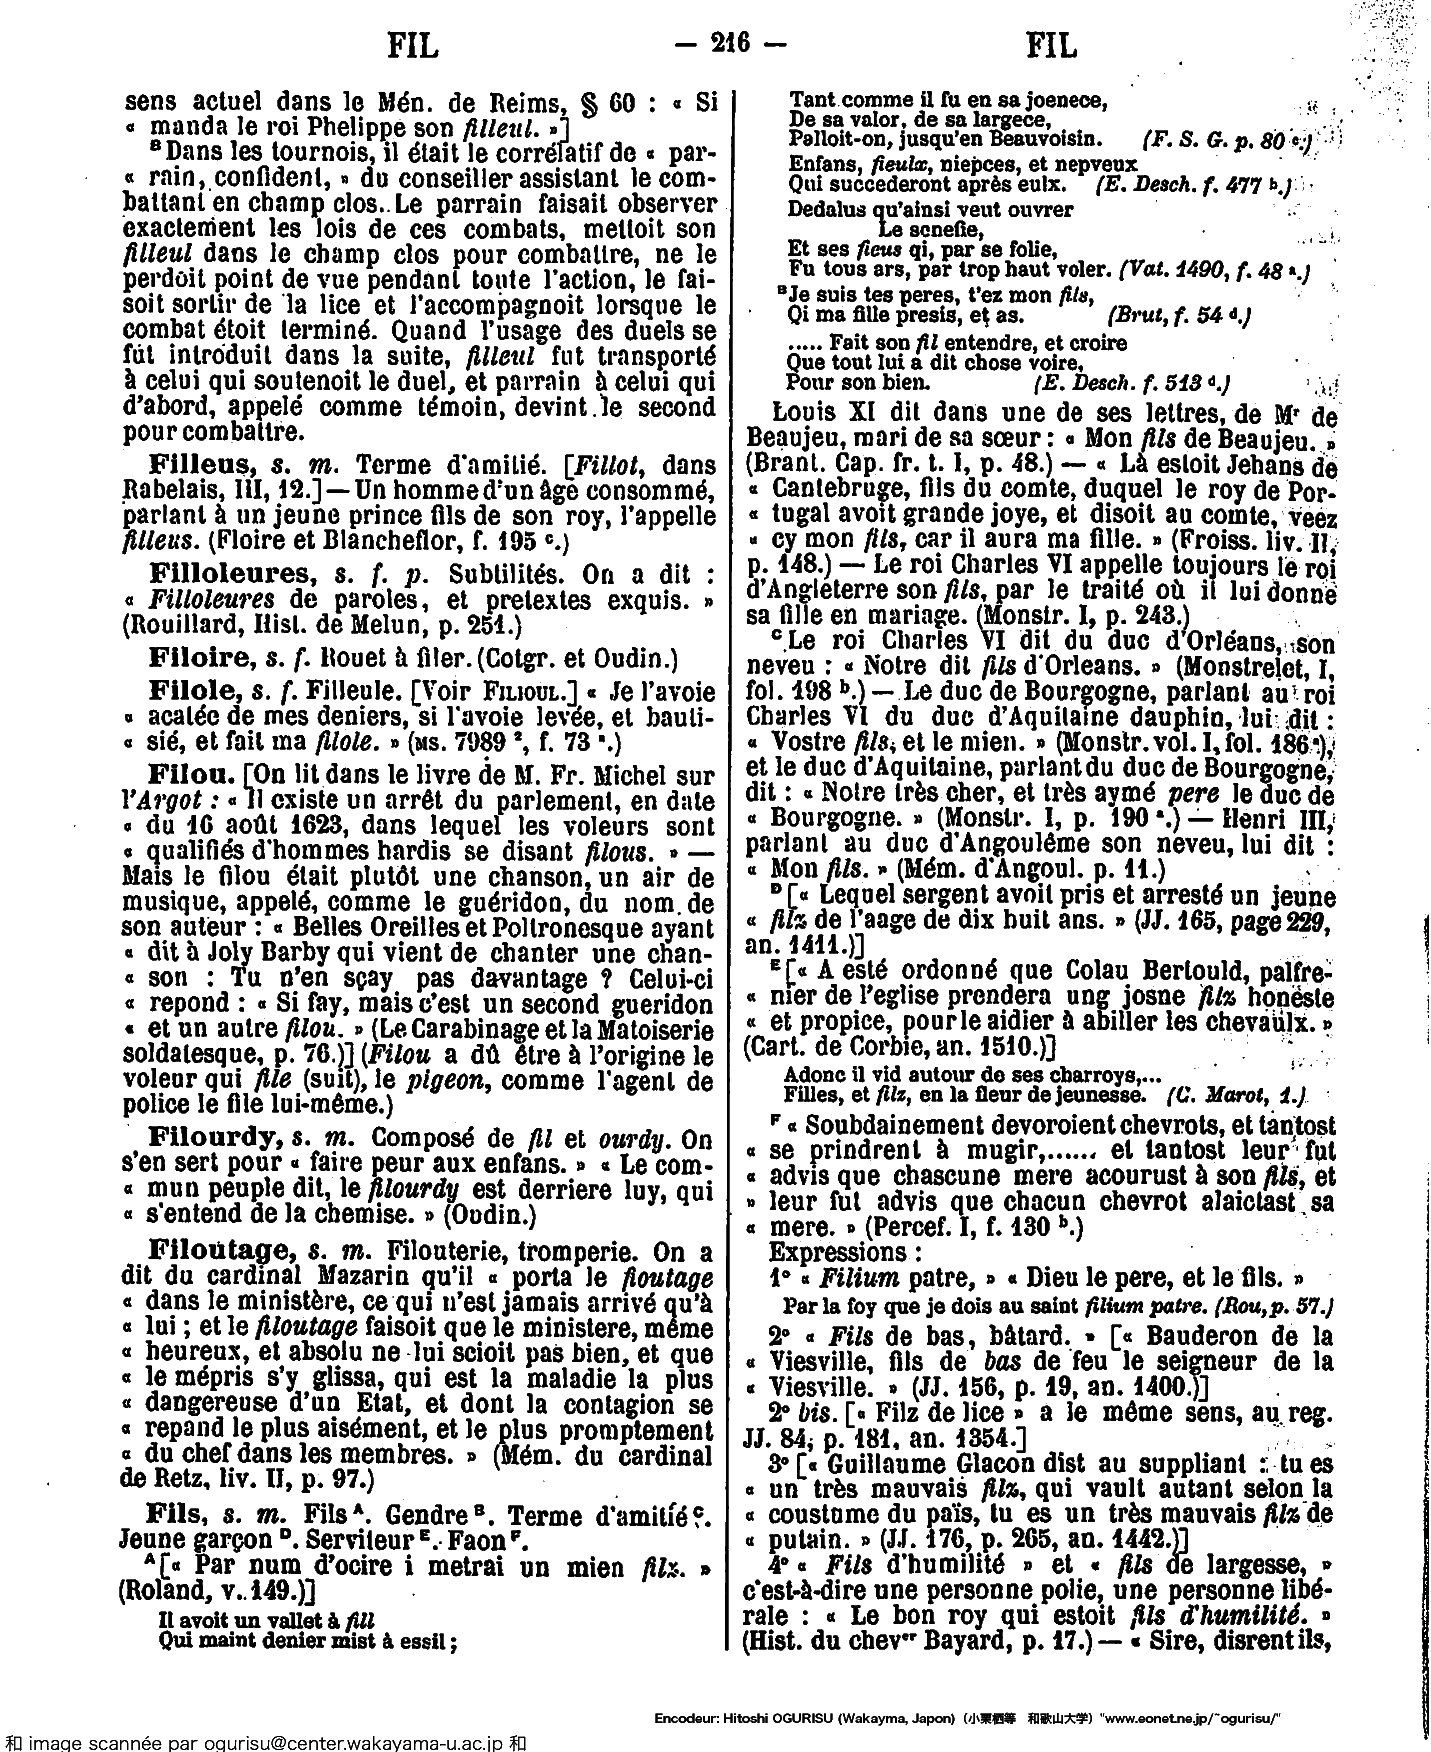 FIL — 216 — FIL
sens actuel dans le Mén. de Reims, § 60 : « Si
« manda le roi Phelippe son filleul. »]
B Dans les tournois, il était le corrélatif de « par-
« rain, confident, » du conseiller assistant le com-
battant en champ clos. Le parrain faisait observer
exactement les lois de ces combats, mettoit son
filleul dans le champ clos pour combattre, ne le
perdoit point de vue pendant toute l'action, le fai-
soit sortir de la lice et l'accompagnoit lorsque le
combat étoit terminé. Quand l'usage des duels se
fût introduit dans la suite, filleul fut transporté
à celui qui soutenoit le duel, et parrain à celui qui
d'abord, appelé comme témoin, devint le second
pour combattre.
Filleus, s. m. Terme d'amitié. [Fillot, dans
Rabelais, III, 12.] — Un homme d'un âge consommé,
parlant à un jeune prince fils de son roy, l'appelle
filleus. (Floire et Blancheflor, f. 195 c.)
Filloleures, s. f. p. Subtilités. On a dit :
« Filloleures de paroles, et pretextes exquis. »
(Rouillard, Hist. de Melun, p. 251.)
Filoire, s. f. Rouet à filer. (Cotgr. et Oudin.)
Filole, s. f. Filleule. [Voir FILIOUL.] « Je l'avoie
« acatée de mes deniers, si l'avoie levée, et bauti-
« sié, et fait ma filole. » (MS. 7989 2, f. 73 a.)
Filou. [On lit dans le livre de M. Fr. Michel sur
l'Argot : « Il existe un arrêt du parlement, en date
« du 16 août 1623, dans lequel les voleurs sont
« qualifiés d'hommes hardis se disant filous. » —
Mais le filou était plutôt une chanson, un air de
musique, appelé, comme le guéridon, du nom de
son auteur : « Belles Oreilles et Poltronesque ayant
« dit à Joly Barby qui vient de chanter une chan-
« son : Tu n'en sçay pas davantage ? Celui-ci
« repond : « Si fay, mais c'est un second gueridon
« et un autre filou. » (Le Carabinage et la Matoiserie
soldatesque, p. 76.)] (Filou a dû être à l'origine le
voleur qui file (suit), le pigeon, comme l'agent de
police le file lui-même.)
Filourdy, s. m. Composé de fil et ourdy. On
s'en sert pour « faire peur aux enfans. » « Le com-
« mun peuple dit, le filourdy est derriere luy, qui
« s'entend de la chemise. » (Oudin.)
Filoutage, s. m. Filouterie, tromperie. On a
dit du cardinal Mazarin qu'il « porta le fioutage
« dans le ministère, ce qui n'est jamais arrivé qu'à
« lui ; et le filoutage faisoit que le ministere, même
« heureux, et absolu ne lui scioit pas bien, et que
« le mépris s'y glissa, qui est la maladie la plus
« dangereuse d'un Etat, et dont la contagion se
« repand le plus aisément, et le plus promptement
« du chef dans les membres. » (Mém. du cardinal
de Retz, liv. II, p. 97.)
Fils, s. m. Fils A. Gendre B. Terme d'amitié C.
Jeune garçon D. Serviteur E. Faon F.
A [« Par num d'ocire i metrai un mien filz. »
(Roland, v. 149.)]
Il avoit un vallet à fill
Qui maint denier mist à essil ;
Tant comme il fu en sa joenece,
De sa valor, de sa largece,
Palloit-on, jusqu'en Beauvoisin. (F. S. G. p. 80 c.)
Enfans, fieulx, niepces, et nepveux
Qui succederont après eulx. (E. Desch. f. 477 b.)
Dedalus qu'ainsi veut ouvrer
Le scnefie,
Et ses fieus qi, par se folie,
Fu tous ars, par trop haut voler. (Vat. 1490, f. 48 a.)
B Je suis tes peres, t'ez mon fils,
Qi ma fille presis, et as. (Brut, f. 54 d.)
..... Fait son fil entendre, et croire
Que tout lui a dit chose voire,
Pour son bien. (E. Desch. f. 513 d.)
Louis XI dit dans une de ses lettres, de Mr de
Beaujeu, mari de sa sœur : « Mon fils de Beaujeu. »
(Brant. Cap. fr. t. I, p. 48.) — « Là estoit Jehans de
« Cantebruge, fils du comte, duquel le roy de Por-
« tugal avoit grande joye, et disoit au comte, veez
« cy mon fils, car il aura ma fille. » (Froiss. liv. II,
p. 148.) — Le roi Charles VI appelle toujours le roi
d'Angleterre son fils, par le traité où il lui donne
sa fille en mariage. (Monstr. I, p. 243.)
C Le roi Charles VI dit du duc d'Orléans, son
neveu : « Notre dit fils d'Orleans. » (Monstrelet, I,
fol. 198 b.) — Le duc de Bourgogne, parlant au roi
Charles VI du duc d'Aquitaine dauphin, lui dit :
« Vostre fils, et le mien. » (Monstr. vol. I, fol. 186 a),
et le duc d'Aquitaine, parlant du duc de Bourgogne,
dit : « Notre très cher, et très aymé pere le duc de
« Bourgogne. » (Monstr. I, p. 190 a.) — Henri III,
parlant au duc d'Angoulême son neveu, lui dit :
« Mon fils. » (Mém. d'Angoul. p. 11.)
D [« Lequel sergent avoit pris et arresté un jeune
« filz de l'aage de dix huit ans. » (JJ. 165, page 229,
an. 1411.)]
E [« A esté ordonné que Colau Bertould, palfre-
« nier de l'eglise prendera ung josne filz honeste
« et propice, pour le aidier à abiller les chevaulx. »
(Cart. de Corbie, an. 1510.)]
Adonc il vid autour de ses charroys,...
Filles, et filz, en la fleur de jeunesse. (C. Marot, 1.)
F « Soubdainement devoroient chevrots, et tantost
« se prindrent à mugir,...... et tantost leur fut
« advis que chascune mere acourust à son fils, et
» leur fut advis que chacun chevrot alaictast sa
« mere. » (Percef. I, f. 130 b.)
Expressions :
1° « Filium patre, » « Dieu le pere, et le fils. »
Par la foy que je dois au saint filium patre. (Rou, p. 57.)
2° « Fils de bas, bâtard. » [« Bauderon de la
« Viesville, fils de bas de feu le seigneur de la
« Viesville. » (JJ. 156, p. 19, an. 1400.)]
2° bis. [« Filz de lice » a le même sens, au reg.
JJ. 84, p. 181, an. 1354.]
3° [« Guillaume Glacon dist au suppliant : tu es
« un très mauvais filz, qui vault autant selon la
« coustume du païs, tu es un très mauvais filz de
« putain. » (JJ. 176, p. 265, an. 1442.)]
4° « Fils d'humilité » et « fils de largesse, »
c'est-à-dire une personne polie, une personne libé-
rale : « Le bon roy qui estoit fils d'humilité. »
(Hist. du chever Bayard, p. 17.) — « Sire, disrent ils,
Encodeur: Hitoshi OGURISU (Wakayma, Japon) (小栗栖等 和歌山大学) "www.eonet.ne.jp/~ogurisu/"
和 image scannée par ogurisu@center.wakayama-u.ac.jp 和